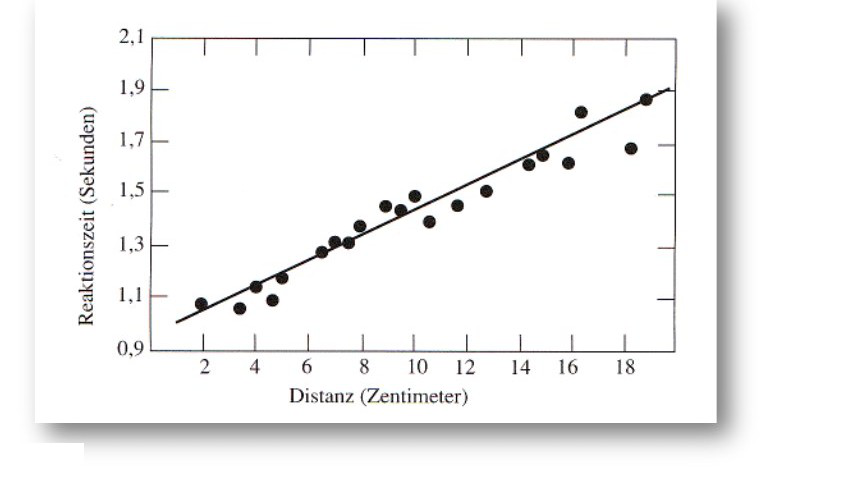 2,1
1,9
1,7
1,5
1,3
1,1
0,9
Reaktionszeit (Sekunden)
2 4 6 8 10 12 14 16 18
Distanz (Zentimeter)